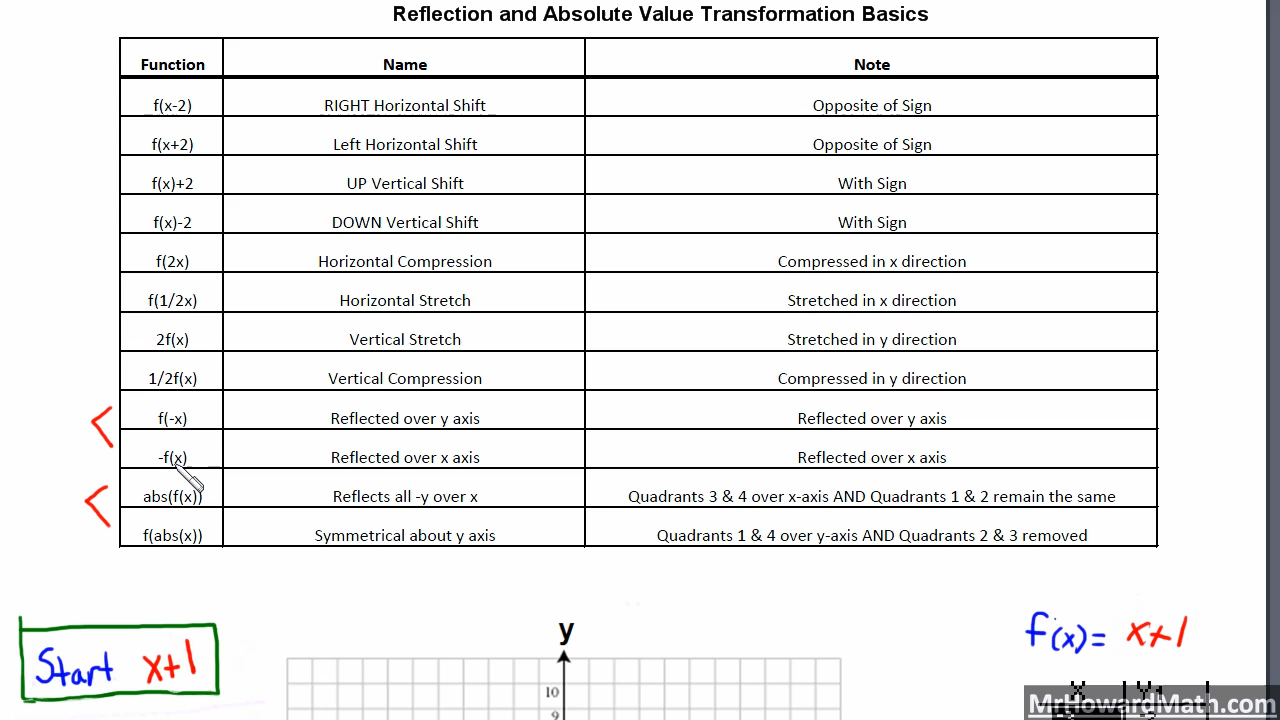 Reflection and Absolute Value Transformation Basics
Function Name Note
f(x-2) RIGHT Horizontal Shift Opposite of Sign
f(x+2) Left Horizontal Shift Opposite of Sign
f(x)+2 UP Vertical Shift With Sign
f(x)-2 DOWN Vertical Shift With Sign
f(2x) Horizontal Compression Compressed in x direction
f(1/2x) Horizontal Stretch Stretched in x direction
2f(x) Vertical Stretch Stretched in y direction
1/2f(x) Vertical Compression Compressed in y direction
f(-x) Reflected over y axis Reflected over y axis
-f(x) Reflected over x axis Reflected over x axis
abs(f(x)) Reflects all -y over x Quadrants 3 & 4 over x-axis AND Quadrants 1 & 2 remain the same
f(abs(x)) Symmetrical about y axis Quadrants 1 & 4 over y-axis AND Quadrants 2 & 3 removed
Start x+1
y
10
9
f(x)= x+1
X Y1
MrHowardMath.com